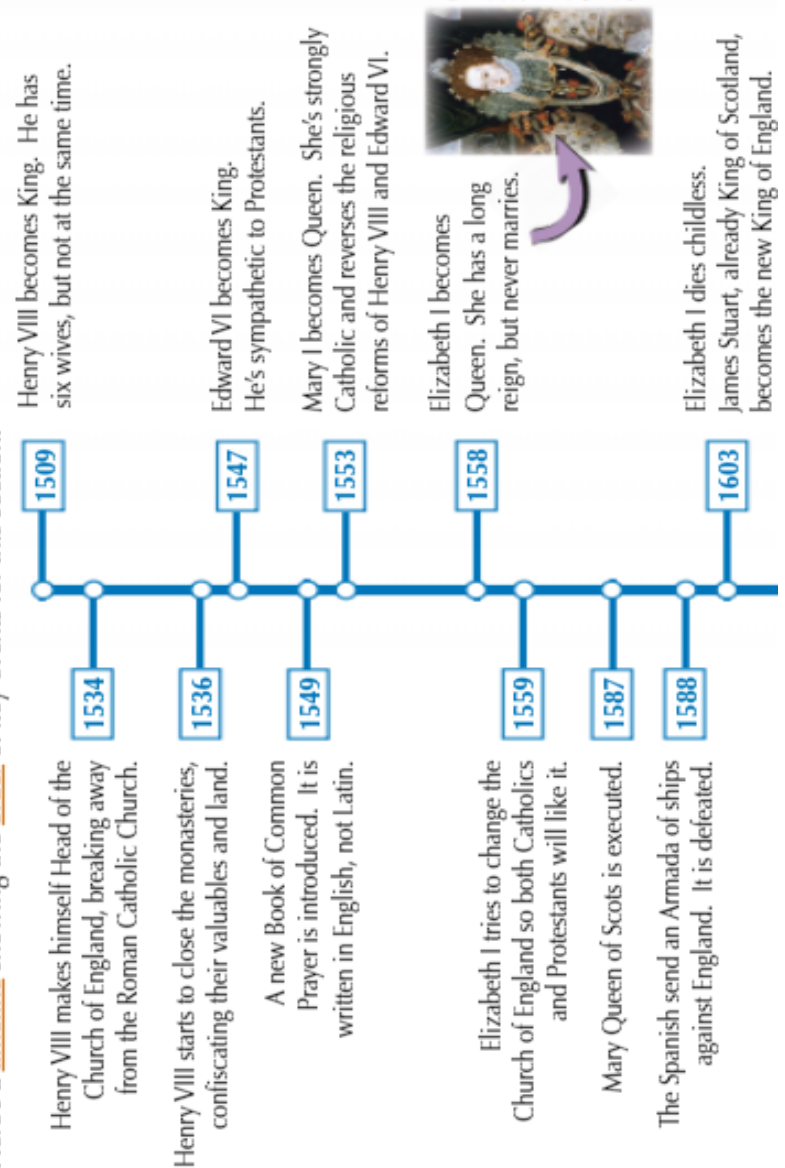 Henry VIII becomes King. He has
six wives, but not at the same time.
1509
Henry VIII makes himself Head of the
Church of England, breaking away
from the Roman Catholic Church.
1534
Henry VIII starts to close the monasteries,
confiscating their valuables and land.
1536
1547
Edward VI becomes King.
He's sympathetic to Protestants.
A new Book of Common
Prayer is introduced. It is
written in English, not Latin.
1549
1553
Mary I becomes Queen. She's strongly
Catholic and reverses the religious
reforms of Henry VIII and Edward VI.
1558
Elizabeth I becomes
Queen. She has a long
reign, but never marries.
Elizabeth I tries to change the
Church of England so both Catholics
and Protestants will like it.
1559
Mary Queen of Scots is executed.
1587
The Spanish send an Armada of ships
against England. It is defeated.
1588
1603
Elizabeth I dies childless.
James Stuart, already King of Scotland,
becomes the new King of England.